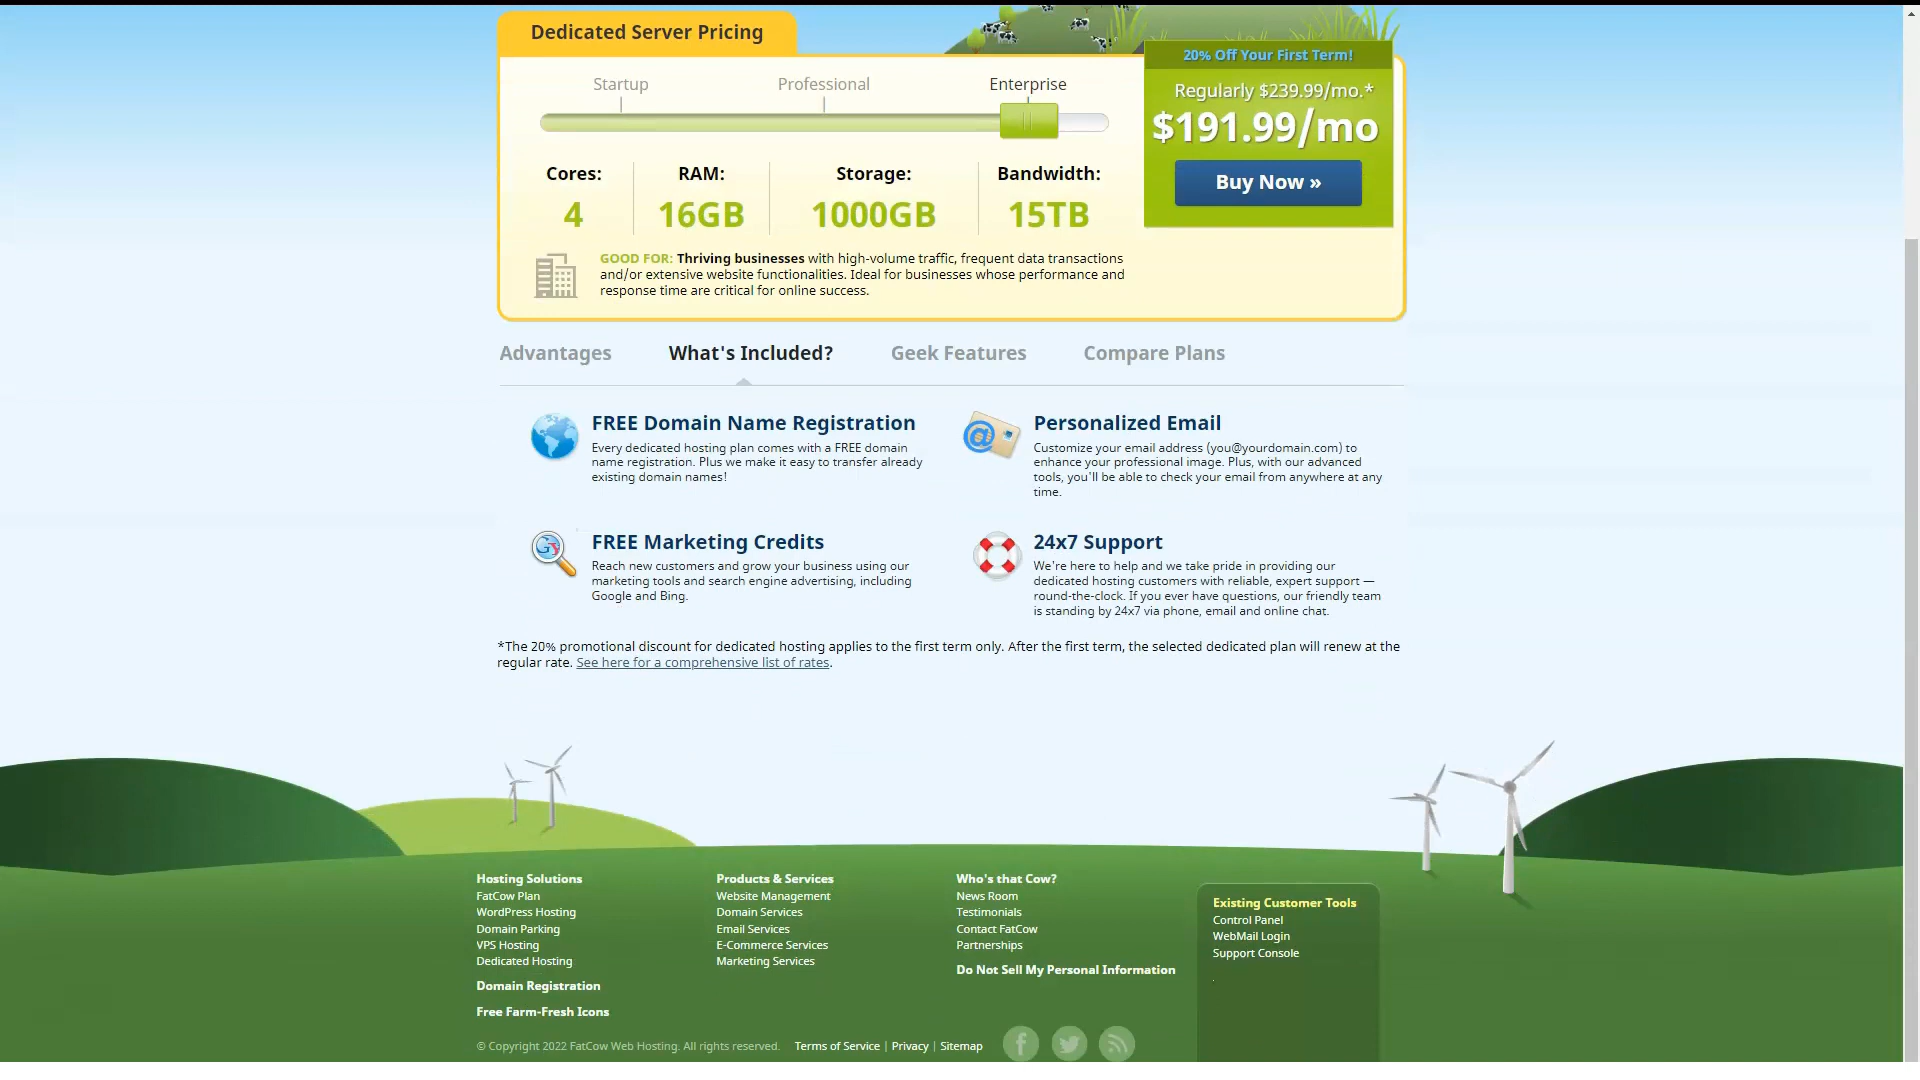 Dedicated Server Pricing
20% Off Your First Term!
Startup
Professional
Enterprise
Regularly $239.99/mo.*
$191.99/mo
Buy Now »
Cores:
4
RAM:
16GB
Storage:
1000GB
Bandwidth:
15TB
GOOD FOR: Thriving businesses with high-volume traffic, frequent data transactions
and/or extensive website functionalities. Ideal for businesses whose performance and
response time are critical for online success.
Advantages
What's Included?
Geek Features
Compare Plans
FREE Domain Name Registration
Every dedicated hosting plan comes with a FREE domain
name registration. Plus we make it easy to transfer already
existing domain names!
Personalized Email
Customize your email address (you@yourdomain.com) to
enhance your professional image. Plus, with our advanced
tools, you'll be able to check your email from anywhere at any
time.
FREE Marketing Credits
Reach new customers and grow your business using our
marketing tools and search engine advertising, including
Google and Bing.
24x7 Support
We're here to help and we take pride in providing our
dedicated hosting customers with reliable, expert support —
round-the-clock. If you ever have questions, our friendly team
is standing by 24x7 via phone, email and online chat.
*The 20% promotional discount for dedicated hosting applies to the first term only. After the first term, the selected dedicated plan will renew at the
regular rate. See here for a comprehensive list of rates.
Hosting Solutions
FatCow Plan
WordPress Hosting
Domain Parking
VPS Hosting
Dedicated Hosting
Domain Registration
Free Farm-Fresh Icons
Products & Services
Website Management
Domain Services
Email Services
E-Commerce Services
Marketing Services
Who's that Cow?
News Room
Testimonials
Contact FatCow
Partnerships
Do Not Sell My Personal Information
Existing Customer Tools
Control Panel
WebMail Login
Support Console
© Copyright 2022 FatCow Web Hosting. All rights reserved. Terms of Service | Privacy | Sitemap